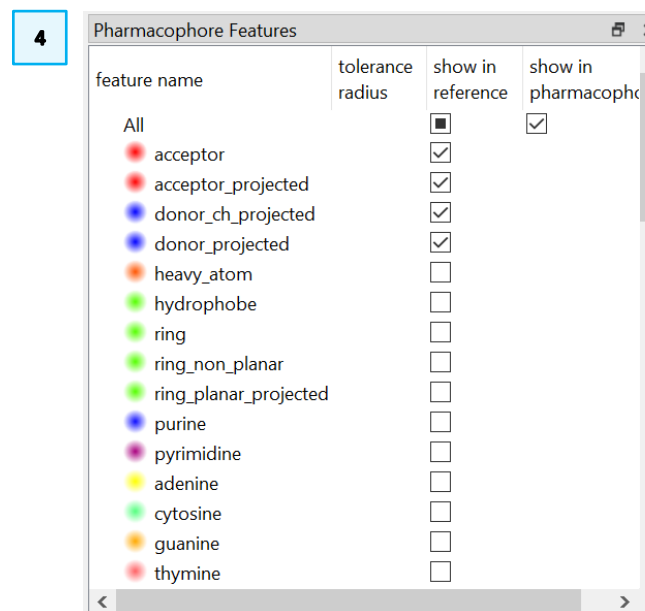 4
Pharmacophore Features
feature name
tolerance radius
show in reference
show in pharmacopho
All
acceptor
acceptor_projected
donor_ch_projected
donor_projected
heavy_atom
hydrophobe
ring
ring_non_planar
ring_planar_projected
purine
pyrimidine
adenine
cytosine
guanine
thymine